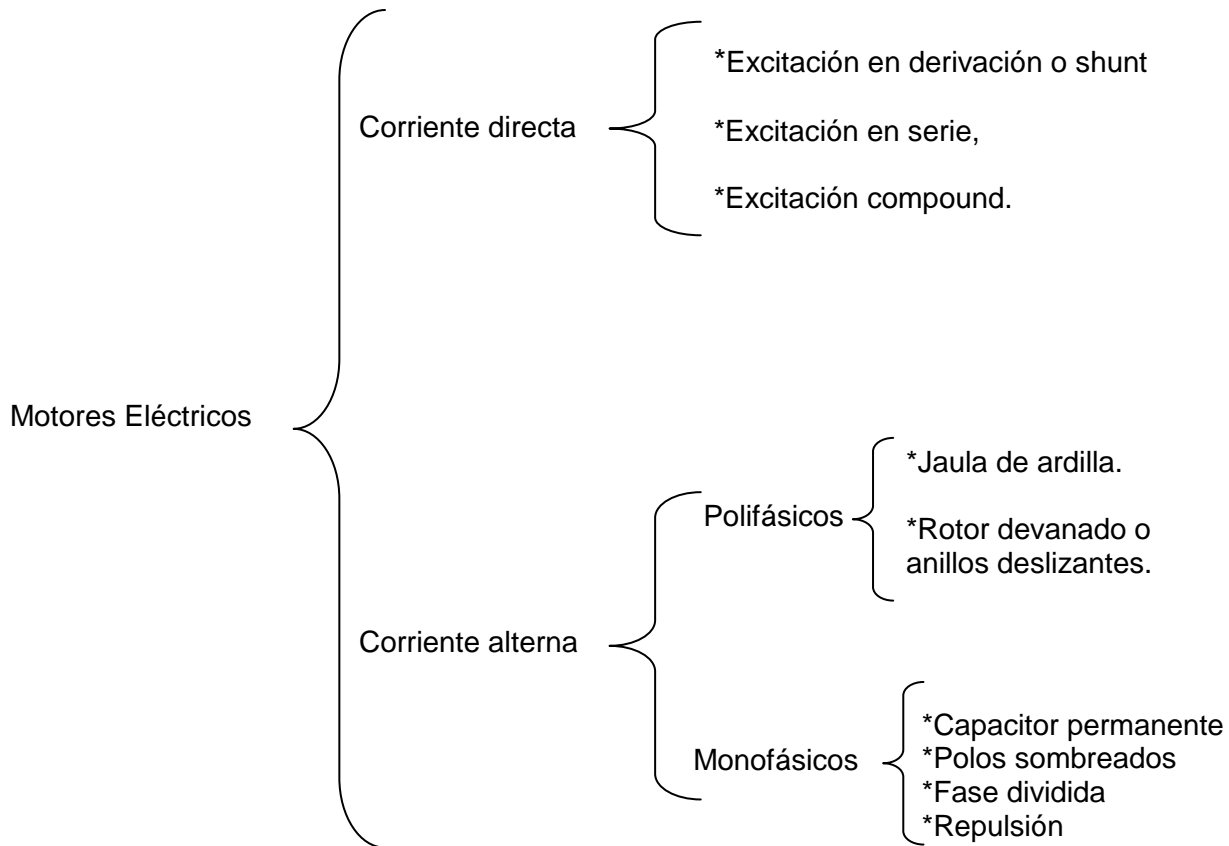 Motores Eléctricos
Corriente directa
*Excitación en derivación o shunt
*Excitación en serie,
*Excitación compound.
Corriente alterna
Polifásicos
*Jaula de ardilla.
*Rotor devanado o
anillos deslizantes.
Monofásicos
*Capacitor permanente
*Polos sombreados
*Fase dividida
*Repulsión